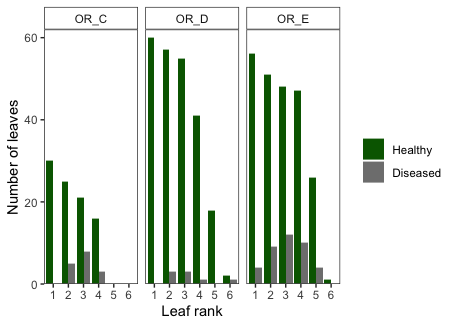 OR_C OR_D OR_E
60
40
20
0
Number of leaves
1 2 3 4 5 6 1 2 3 4 5 6 1 2 3 4 5 6
Leaf rank
Healthy
Diseased